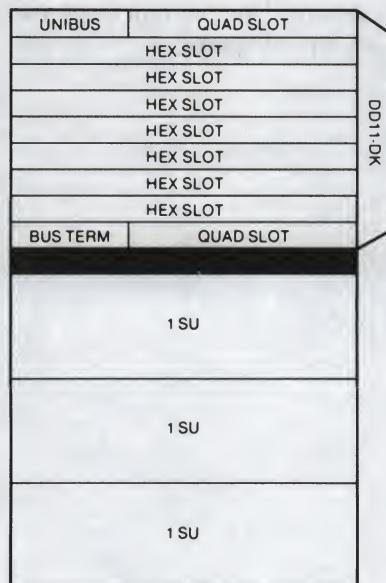 UNIBUS QUAD SLOT
HEX SLOT
HEX SLOT
HEX SLOT
HEX SLOT
HEX SLOT
HEX SLOT
HEX SLOT
BUS TERM QUAD SLOT
DD11-DK
1 SU
1 SU
1 SU